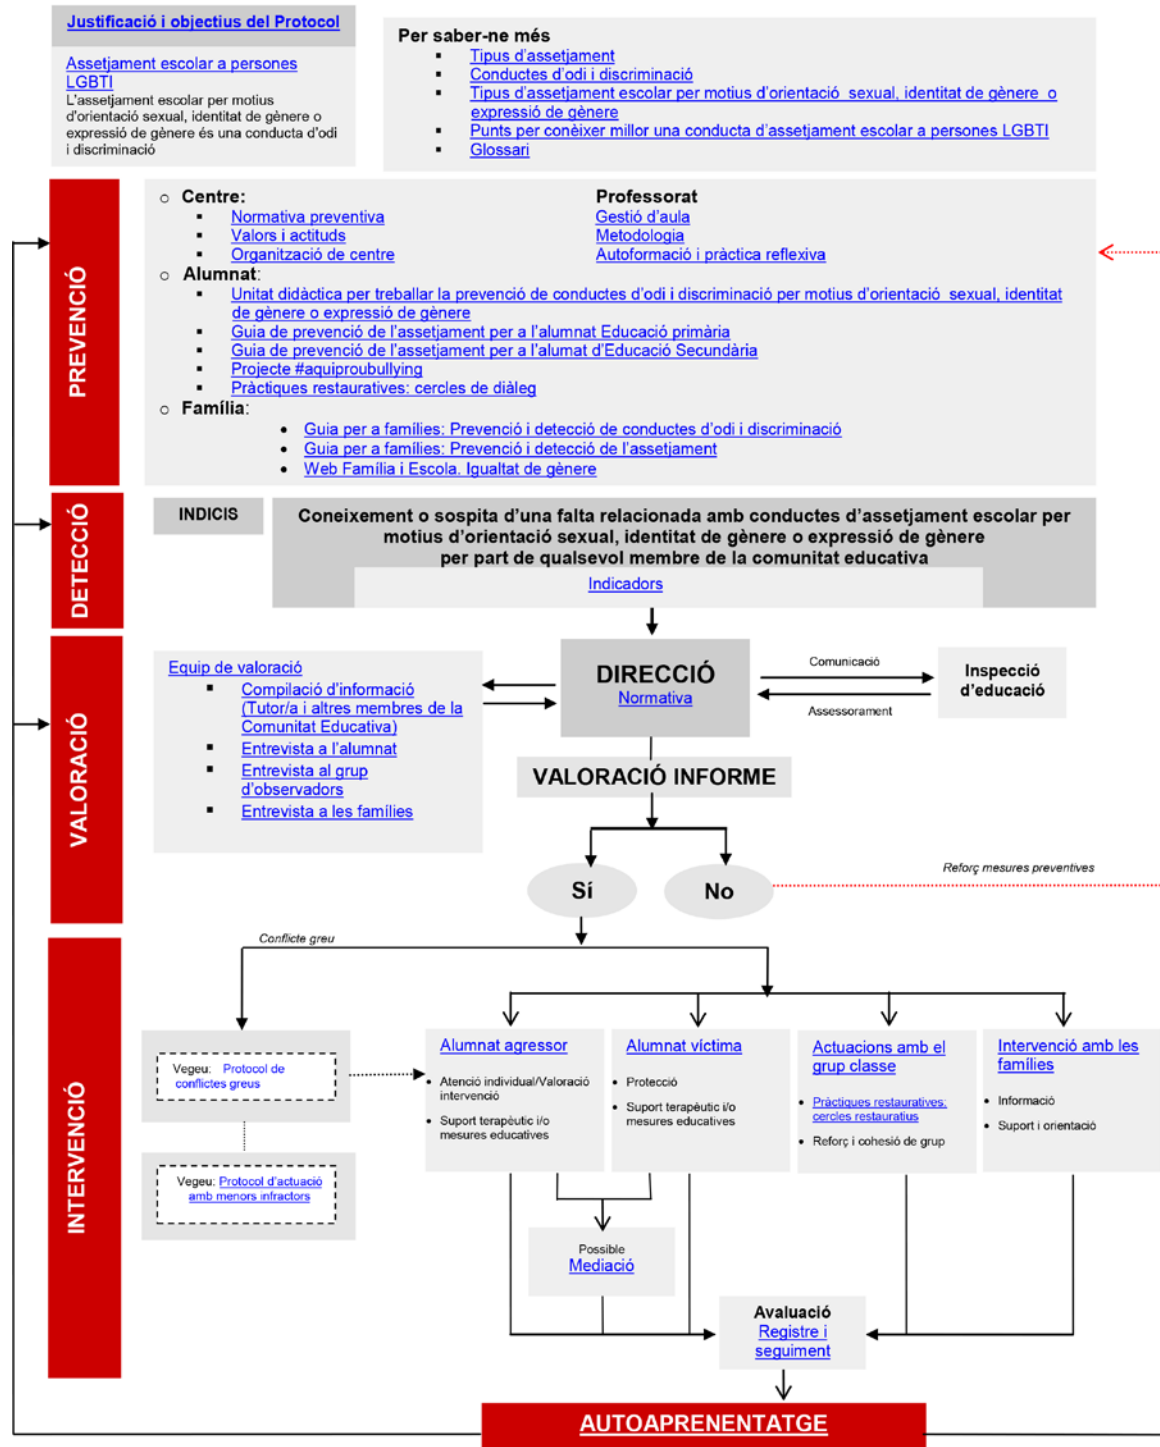 Justificació i objectius del Protocol
Assetjament escolar a persones
LGBTI
L'assetjament escolar per motius
d'orientació sexual, identitat de gènere o
expressió de gènere és una conducta d'odi
i discriminació
Per saber-ne més
Tipus d'assetjament
Conductes d'odi i discriminació
Tipus d'assetjament escolar per motius d'orientació sexual, identitat de gènere o
expressió de gènere
Punts per conèixer millor una conducta d'assetjament escolar a persones LGBTI
Glossari
PREVENCIÓ
Centre:
Normativa preventiva
Valors i actituds
Organització de centre
Professorat
Gestió d'aula
Metodologia
Autoformació i pràctica reflexiva
Alumnat:
Unitat didàctica per treballar la prevenció de conductes d'odi i discriminació per motius d'orientació sexual, identitat
de gènere o expressió de gènere
Guia de prevenció de l'assetjament per a l'alumnat Educació primària
Guia de prevenció de l'assetjament per a l'alumat d'Educació Secundària
Projecte #aquiproubullying
Pràctiques restauratives: cercles de diàleg
Família:
Guia per a famílies: Prevenció i detecció de conductes d'odi i discriminació
Guia per a famílies: Prevenció i detecció de l'assetjament
Web Família i Escola. Igualtat de gènere
DETECCIÓ
INDICIS
Coneixement o sospita d'una falta relacionada amb conductes d'assetjament escolar per
motius d'orientació sexual, identitat de gènere o expressió de gènere
per part de qualsevol membre de la comunitat educativa
Indicadors
VALORACIÓ
Equip de valoració
Compilació d'informació
(Tutor/a i altres membres de la
Comunitat Educativa)
Entrevista a l'alumnat
Entrevista al grup
d'observadors
Entrevista a les famílies
DIRECCIÓ
Normativa
Comunicació
Assessorament
Inspecció
d'educació
VALORACIÓ INFORME
Sí
No
Reforç mesures preventives
INTERVENCIÓ
Conflicte greu
Vegeu: Protocol de
conflictes greus
Vegeu: Protocol d'actuació
amb menors infractors
Alumnat agressor
Atenció individual/Valoració
intervenció
Suport terapèutic i/o
mesures educatives
Alumnat víctima
Protecció
Suport terapèutic i/o
mesures educatives
Actuacions amb el
grup classe
Pràctiques restauratives:
cercles restauratius
Reforç i cohesió de grup
Intervenció amb les
famílies
Informació
Suport i orientació
Possible
Mediació
Avaluació
Registre i
seguiment
AUTOAPRENENTATGE